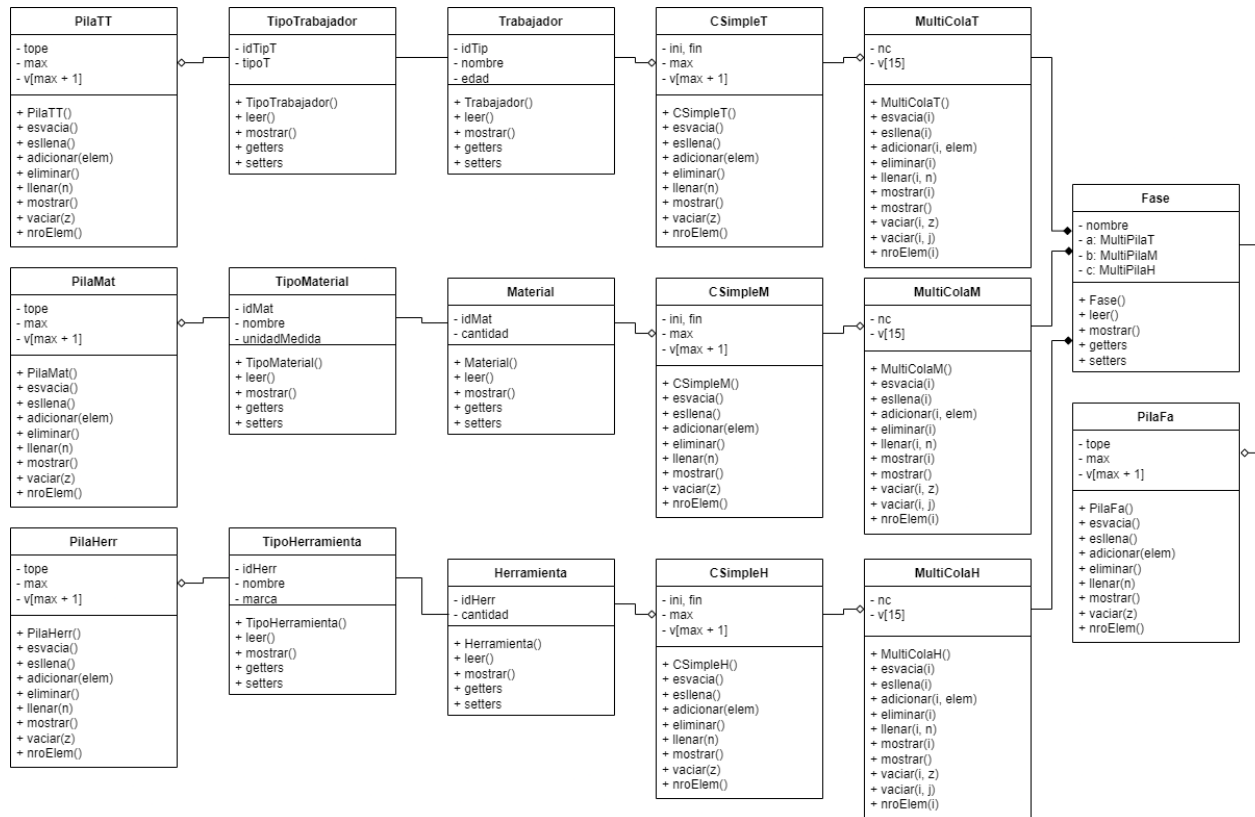 PilaTT
- tope
- max
- v[max + 1]
+ PilaTT()
+ esvacia()
+ esllena()
+ adicionar(elem)
+ eliminar()
+ llenar(n)
+ mostrar()
+ vaciar(z)
+ nroElem()
TipoTrabajador
- idTipT
- tipoT
+ TipoTrabajador()
+ leer()
+ mostrar()
+ getters
+ setters
Trabajador
- idTip
- nombre
- edad
+ Trabajador()
+ leer()
+ mostrar()
+ getters
+ setters
CSimpleT
- ini, fin
- max
- v[max + 1]
+ CSimpleT()
+ esvacia()
+ esllena()
+ adicionar(elem)
+ eliminar()
+ llenar(n)
+ mostrar()
+ vaciar(z)
+ nroElem()
MultiColaT
- nc
- v[15]
+ MultiColaT()
+ esvacia(i)
+ esllena(i)
+ adicionar(i, elem)
+ eliminar(i)
+ llenar(i, n)
+ mostrar(i)
+ mostrar()
+ vaciar(i, z)
+ vaciar(i, j)
+ nroElem(i)
Fase
- nombre
- a: MultiPilaT
- b: MultiPilaM
- c: MultiPilaH
+ Fase()
+ leer()
+ mostrar()
+ getters
+ setters
PilaMat
- tope
- max
- v[max + 1]
+ PilaMat()
+ esvacia()
+ esllena()
+ adicionar(elem)
+ eliminar()
+ llenar(n)
+ mostrar()
+ vaciar(z)
+ nroElem()
TipoMaterial
- idMat
- nombre
- unidadMedida
+ TipoMaterial()
+ leer()
+ mostrar()
+ getters
+ setters
Material
- idMat
- cantidad
+ Material()
+ leer()
+ mostrar()
+ getters
+ setters
CSimpleM
- ini, fin
- max
- v[max + 1]
+ CSimpleM()
+ esvacia()
+ esllena()
+ adicionar(elem)
+ eliminar()
+ llenar(n)
+ mostrar()
+ vaciar(z)
+ nroElem()
MultiColaM
- nc
- v[15]
+ MultiColaM()
+ esvacia(i)
+ esllena(i)
+ adicionar(i, elem)
+ eliminar(i)
+ llenar(i, n)
+ mostrar(i)
+ mostrar()
+ vaciar(i, z)
+ vaciar(i, j)
+ nroElem(i)
PilaFa
- tope
- max
- v[max + 1]
+ PilaFa()
+ esvacia()
+ esllena()
+ adicionar(elem)
+ eliminar()
+ llenar(n)
+ mostrar()
+ vaciar(z)
+ nroElem()
PilaHerr
- tope
- max
- v[max + 1]
+ PilaHerr()
+ esvacia()
+ esllena()
+ adicionar(elem)
+ eliminar()
+ llenar(n)
+ mostrar()
+ vaciar(z)
+ nroElem()
TipoHerramienta
- idHerr
- nombre
- marca
+ TipoHerramienta()
+ leer()
+ mostrar()
+ getters
+ setters
Herramienta
- idHerr
- cantidad
+ Herramienta()
+ leer()
+ mostrar()
+ getters
+ setters
CSimpleH
- ini, fin
- max
- v[max + 1]
+ CSimpleH()
+ esvacia()
+ esllena()
+ adicionar(elem)
+ eliminar()
+ llenar(n)
+ mostrar()
+ vaciar(z)
+ nroElem()
MultiColaH
- nc
- v[15]
+ MultiColaH()
+ esvacia(i)
+ esllena(i)
+ adicionar(i, elem)
+ eliminar(i)
+ llenar(i, n)
+ mostrar(i)
+ mostrar()
+ vaciar(i, z)
+ vaciar(i, j)
+ nroElem(i)